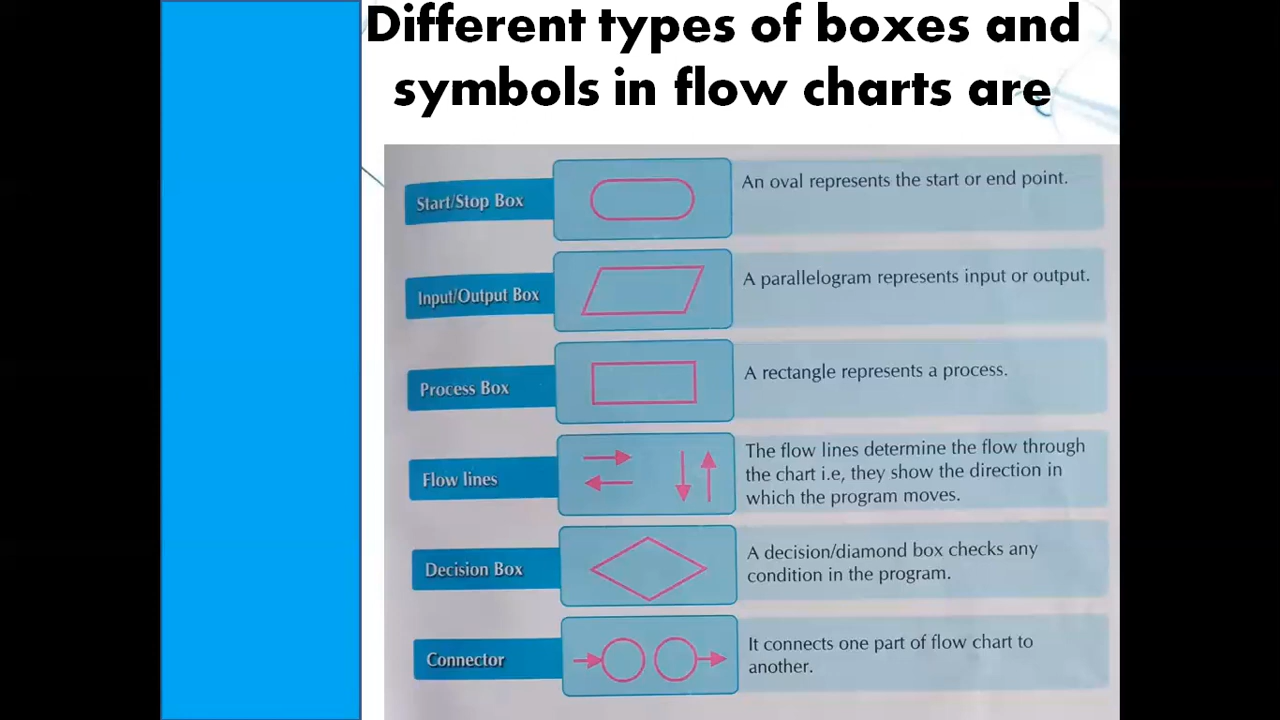 Different types of boxes and
symbols in flow charts are
Start/Stop Box
An oval represents the start or end point.
Input/Output Box
A parallelogram represents input or output.
Process Box
A rectangle represents a process.
Flow lines
The flow lines determine the flow through
the chart i.e, they show the direction in
which the program moves.
Decision Box
A decision/diamond box checks any
condition in the program.
Connector
It connects one part of flow chart to
another.